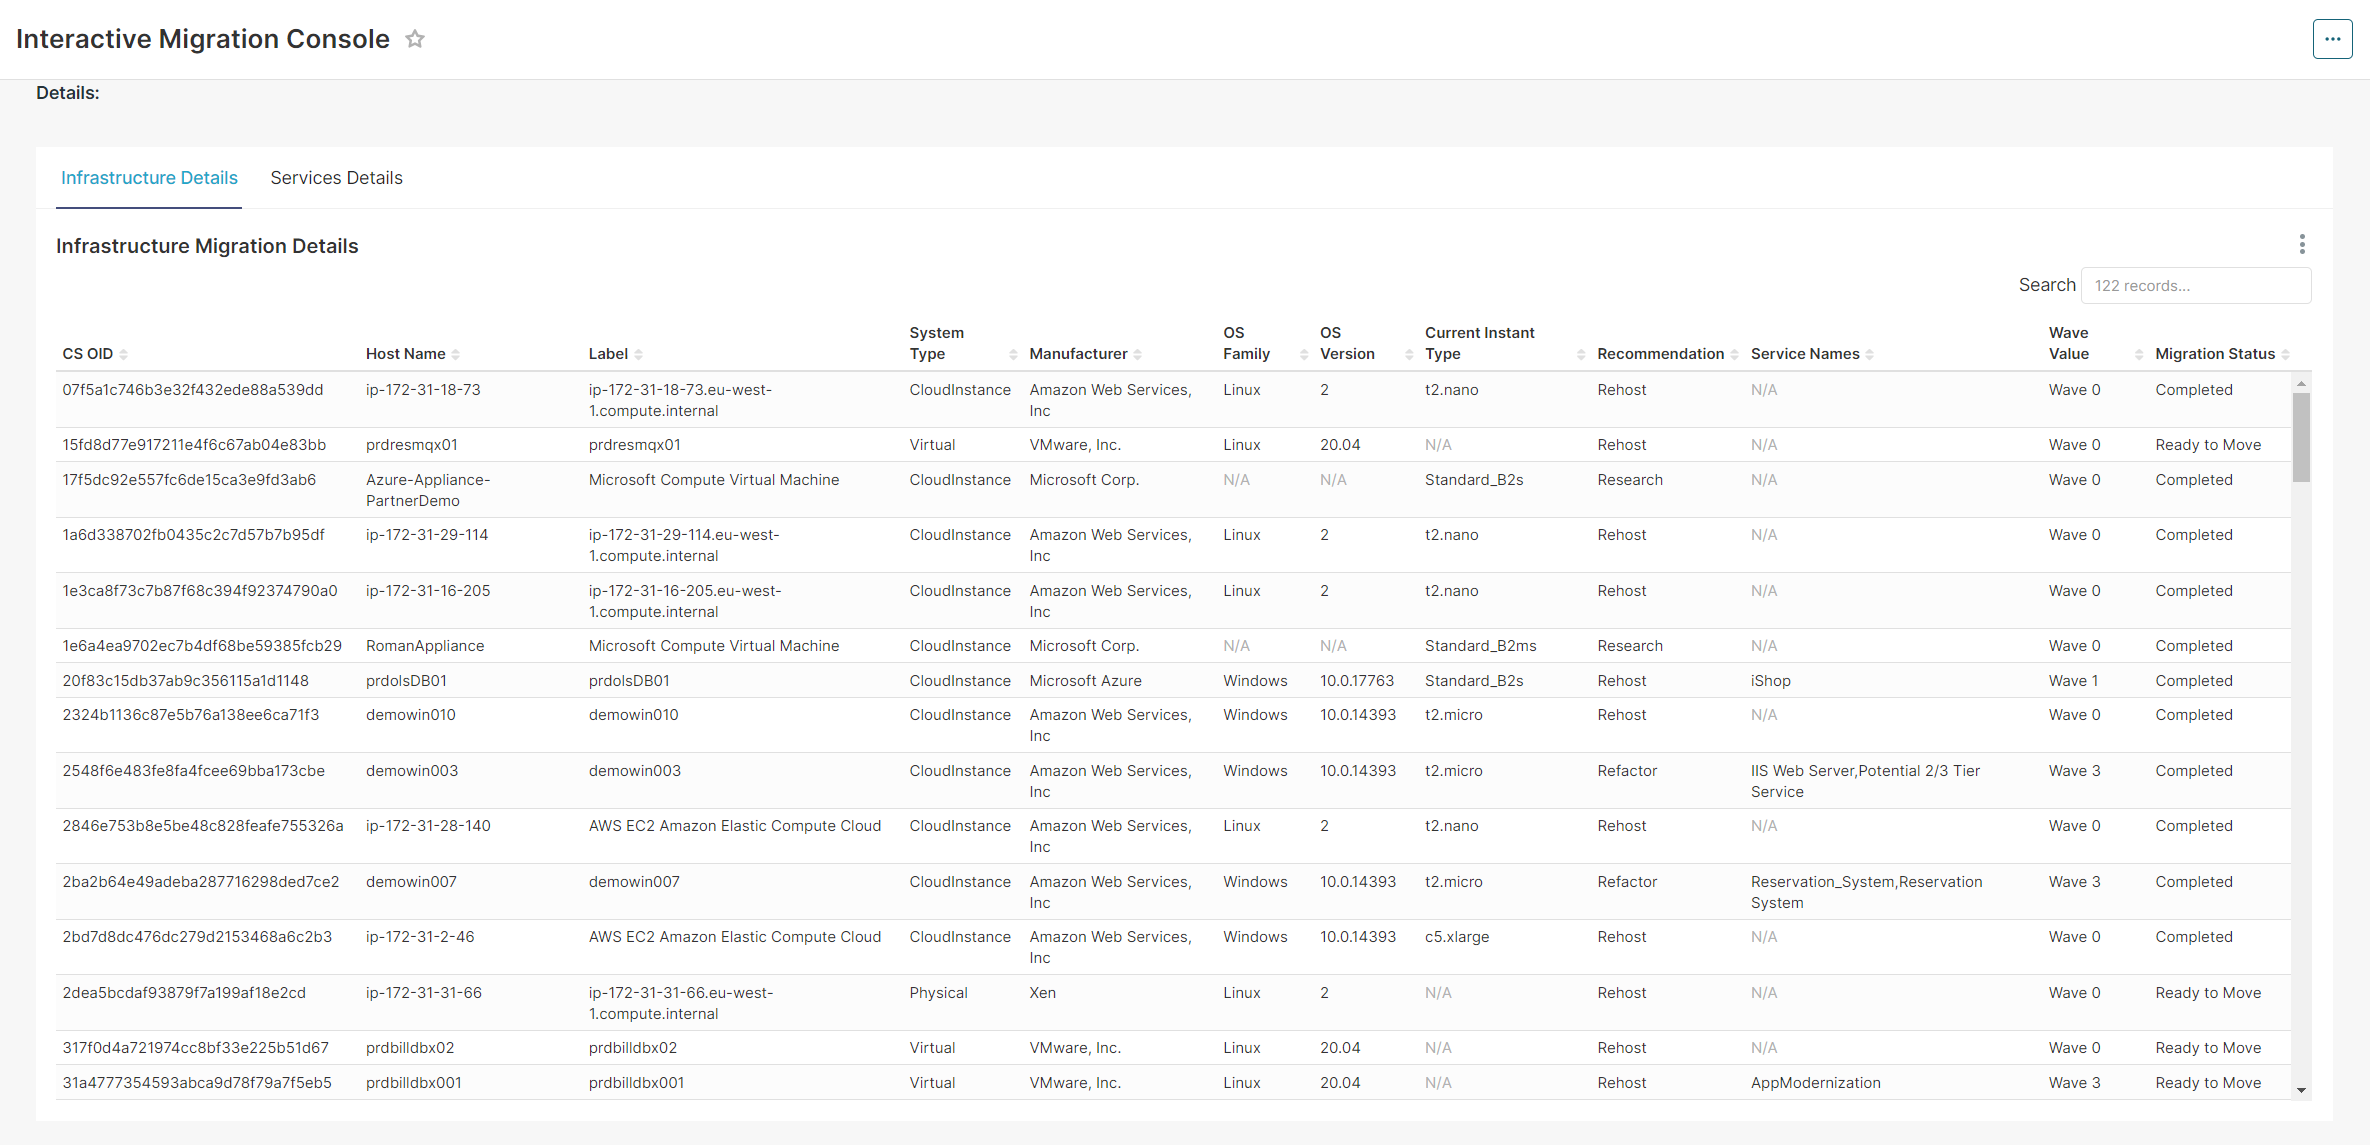 Interactive Migration Console
Details:
Infrastructure Details Services Details
Infrastructure Migration Details
Search 122 records...
CS OID Host Name Label System Type Manufacturer OS Family OS Version Current Instant Type Recommendation Service Names Wave Value Migration Status
07f5a1c746b3e32f432ede88a539dd ip-172-31-18-73 ip-172-31-18-73.eu-west-1.compute.internal CloudInstance Amazon Web Services, Inc Linux 2 t2.nano Rehost N/A Wave 0 Completed
15fd8d77e917211e4f6c67ab04e83bb prdresmqx01 prdresmqx01 Virtual VMware, Inc. Linux 20.04 N/A Rehost N/A Wave 0 Ready to Move
17f5dc92e557fc6de15ca3e9fd3ab6 Azure-Appliance-PartnerDemo Microsoft Compute Virtual Machine CloudInstance Microsoft Corp. N/A N/A Standard_B2s Research N/A Wave 0 Completed
1a6d338702fb0435c2c7d57b7b95df ip-172-31-29-114 ip-172-31-29-114.eu-west-1.compute.internal CloudInstance Amazon Web Services, Inc Linux 2 t2.nano Rehost N/A Wave 0 Completed
1e3ca8f73c7b87f68c394f92374790a0 ip-172-31-16-205 ip-172-31-16-205.eu-west-1.compute.internal CloudInstance Amazon Web Services, Inc Linux 2 t2.nano Rehost N/A Wave 0 Completed
1e6a4ea9702ec7b4df68be59385fcb29 RomanAppliance Microsoft Compute Virtual Machine CloudInstance Microsoft Corp. N/A N/A Standard_B2ms Research N/A Wave 0 Completed
20f83c15db37ab9c356115a1d1148 prdolsDB01 prdolsDB01 CloudInstance Microsoft Azure Windows 10.0.17763 Standard_B2s Rehost iShop Wave 1 Completed
2324b1136c87e5b76a138ee6ca71f3 demowin010 demowin010 CloudInstance Amazon Web Services, Inc Windows 10.0.14393 t2.micro Rehost N/A Wave 0 Completed
2548f6e483fe8fa4fcee69bba173cbe demowin003 demowin003 CloudInstance Amazon Web Services, Inc Windows 10.0.14393 t2.micro Refactor IIS Web Server,Potential 2/3 Tier Service Wave 3 Completed
2846e753b8e5be48c828feafe755326a ip-172-31-28-140 AWS EC2 Amazon Elastic Compute Cloud CloudInstance Amazon Web Services, Inc Linux 2 t2.nano Rehost N/A Wave 0 Completed
2ba2b64e49adeba287716298ded7ce2 demowin007 demowin007 CloudInstance Amazon Web Services, Inc Windows 10.0.14393 t2.micro Refactor Reservation_System,Reservation System Wave 3 Completed
2bd7d8dc476dc279d2153468a6c2b3 ip-172-31-2-46 AWS EC2 Amazon Elastic Compute Cloud CloudInstance Amazon Web Services, Inc Windows 10.0.14393 c5.xlarge Rehost N/A Wave 0 Completed
2dea5bcdaf93879f7a199af18e2cd ip-172-31-31-66 ip-172-31-31-66.eu-west-1.compute.internal Physical Xen Linux 2 N/A Rehost N/A Wave 0 Ready to Move
317f0d4a721974cc8bf33e225b51d67 prdbilldbx02 prdbilldbx02 Virtual VMware, Inc. Linux 20.04 N/A Rehost N/A Wave 0 Ready to Move
31a4777354593abca9d78f79a7f5eb5 prdbilldbx001 prdbilldbx001 Virtual VMware, Inc. Linux 20.04 N/A Rehost AppModernization Wave 3 Ready to Move